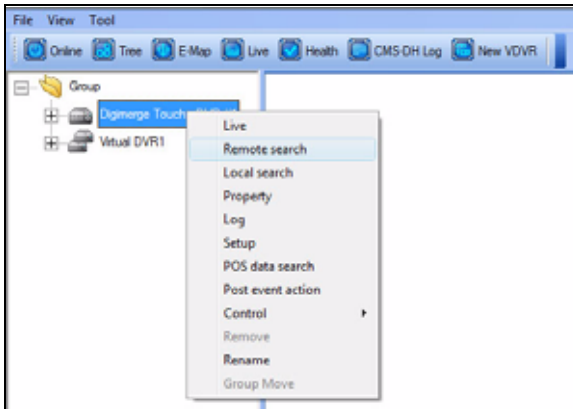 File View Tool
Online Tree E-Map Live Health CMS-DH Log New VDVR
Group
Digimerge Touch
Virtual DVR1
Live
Remote search
Local search
Property
Log
Setup
POS data search
Post event action
Control
Remove
Rename
Group Move